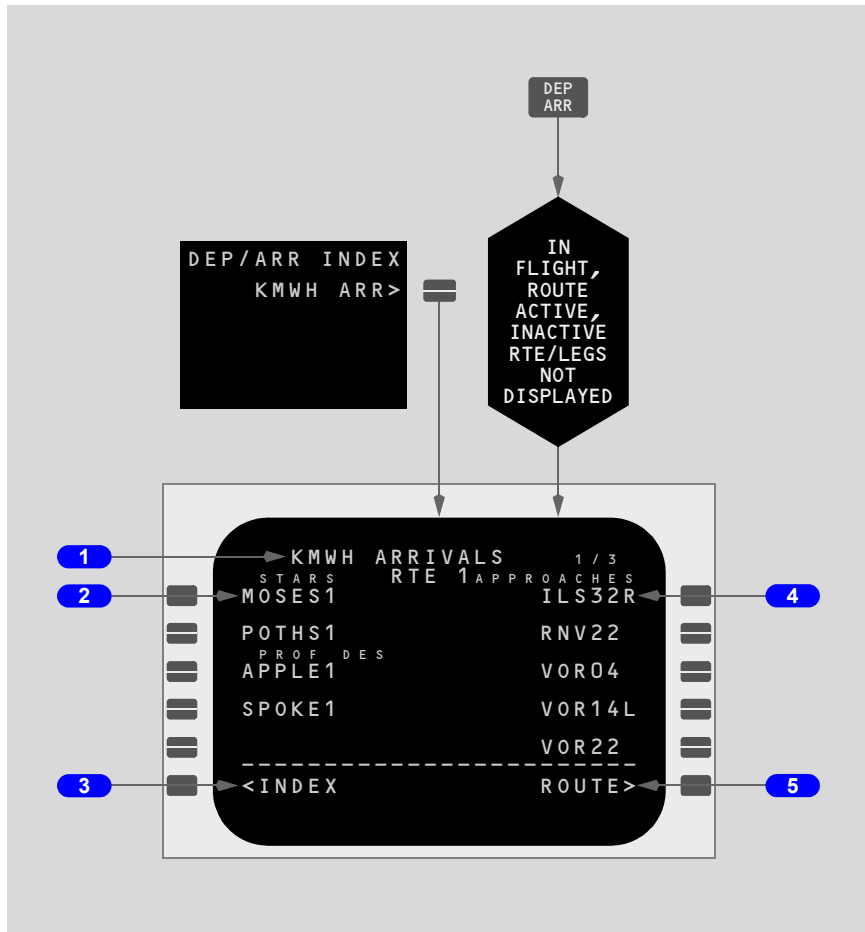 DEP
ARR
IN
FLIGHT,
ROUTE
ACTIVE,
INACTIVE
RTE/LEGS
NOT
DISPLAYED
DEP/ARR INDEX
KMWH ARR>
1
KMWH ARRIVALS 1/3
STARS RTE 1 APPROACHES
2
MOSES1 ILS32R
4
POTHS1 RNV22
PROF DES
APPLE1 VOR04
SPOKE1 VOR14L
VOR22
------------------------
3
<INDEX ROUTE>
5